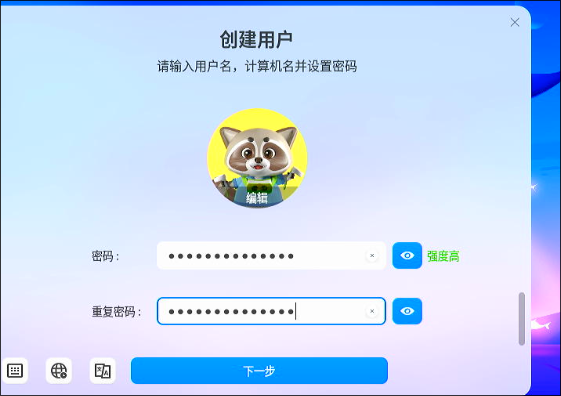 创建用户
请输入用户名，计算机名并设置密码
编辑
密码：
强度高
重复密码：
下一步